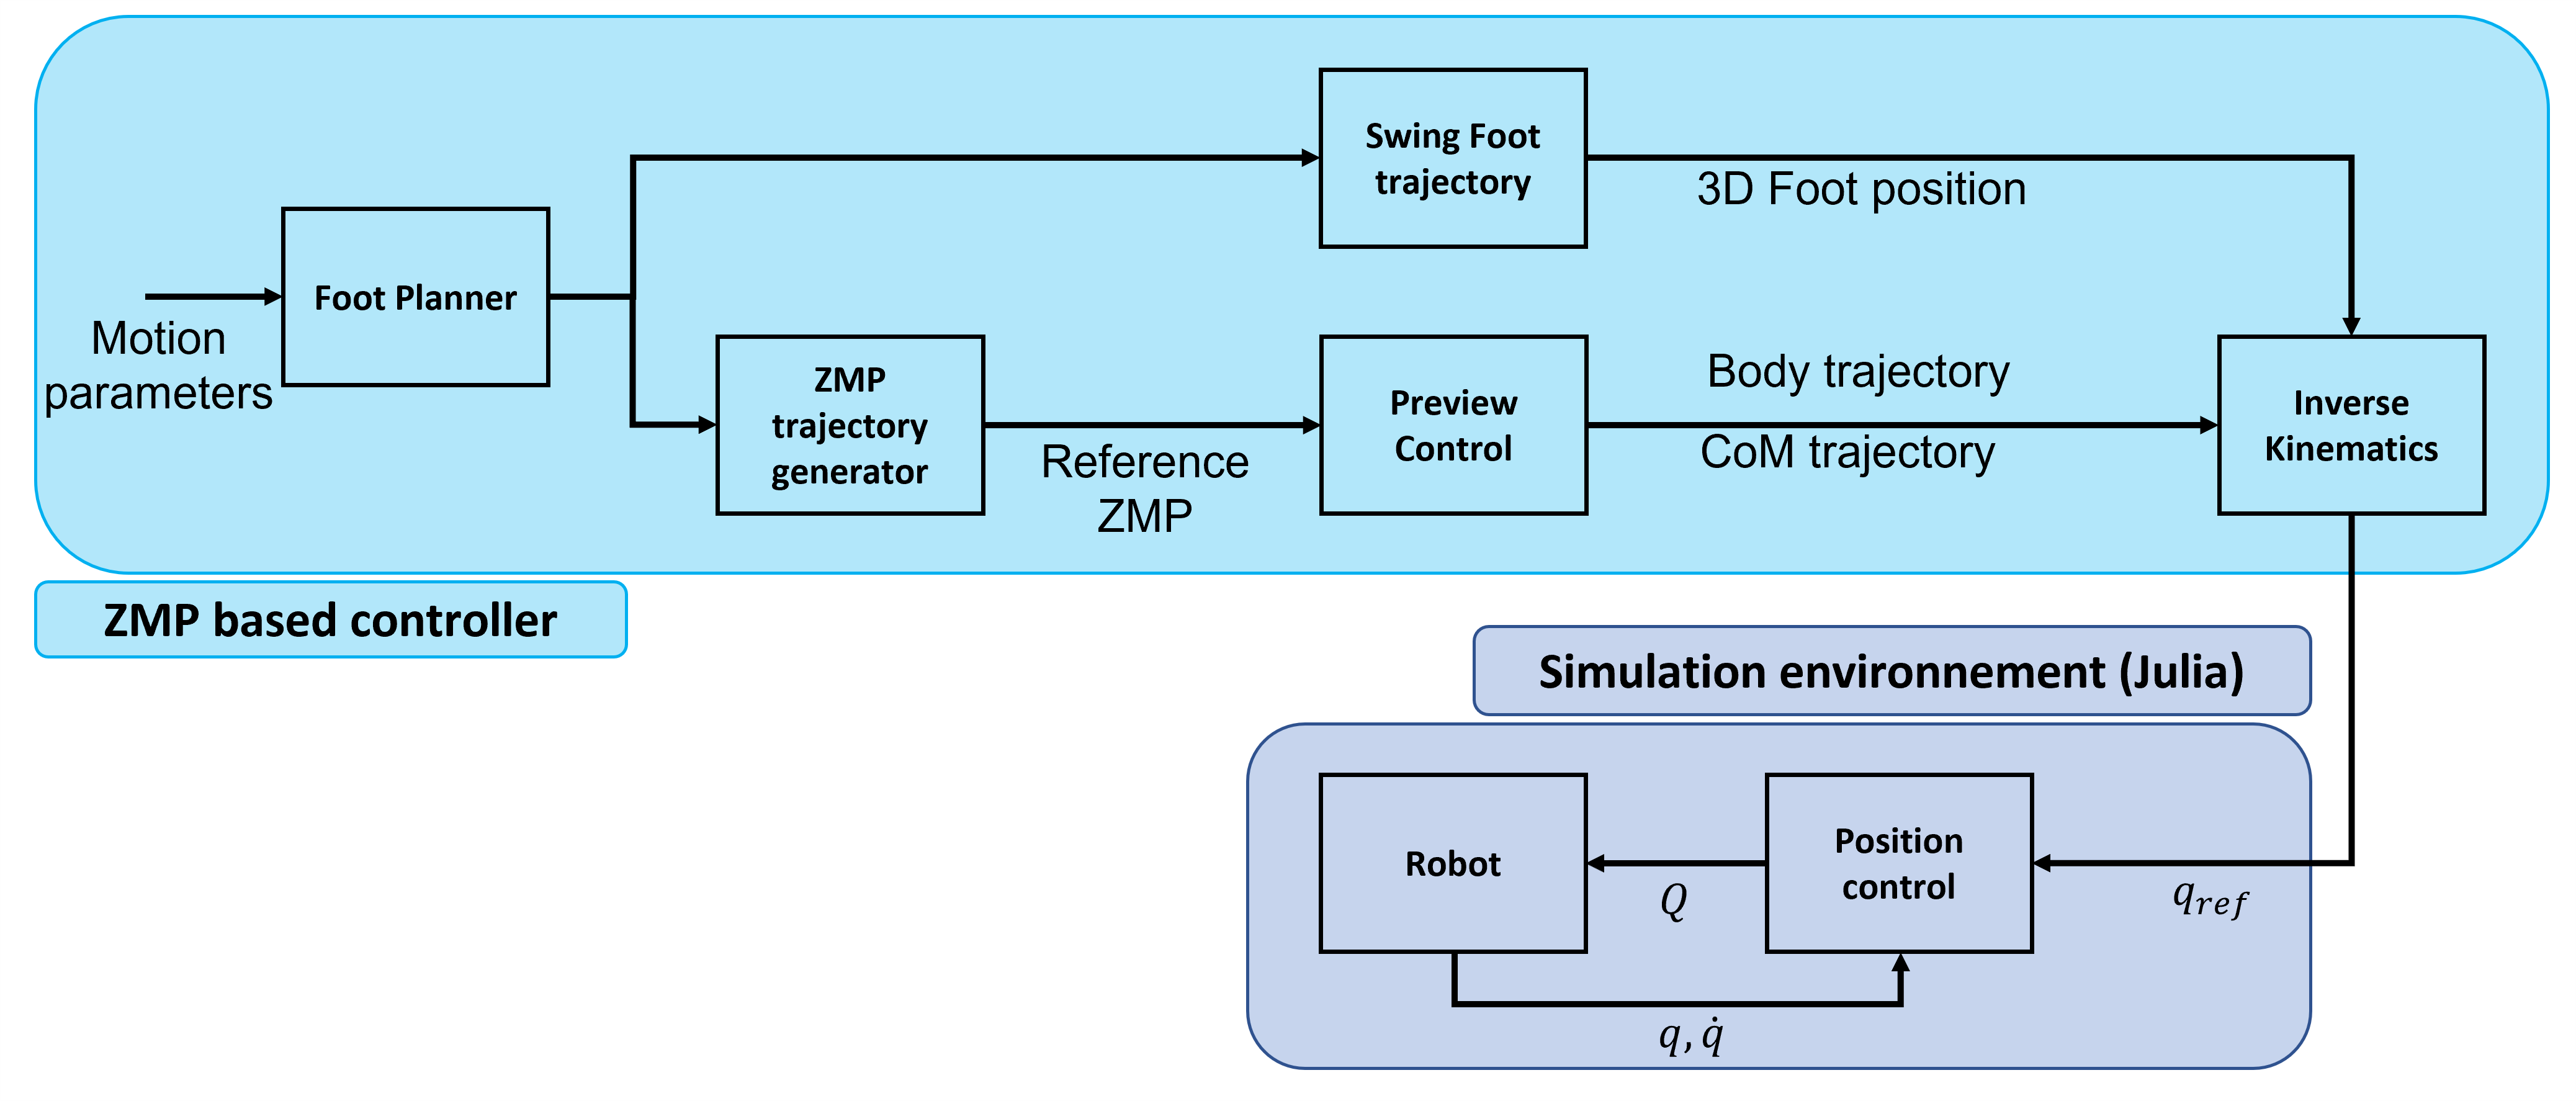 Swing Foot
trajectory
3D Foot position
Foot Planner
Motion
parameters
ZMP
trajectory
generator
Reference
ZMP
Preview
Control
Body trajectory
CoM trajectory
Inverse
Kinematics
ZMP based controller
Simulation environnement (Julia)
Robot
Q
Position
control
q_{ref}
q, q̇